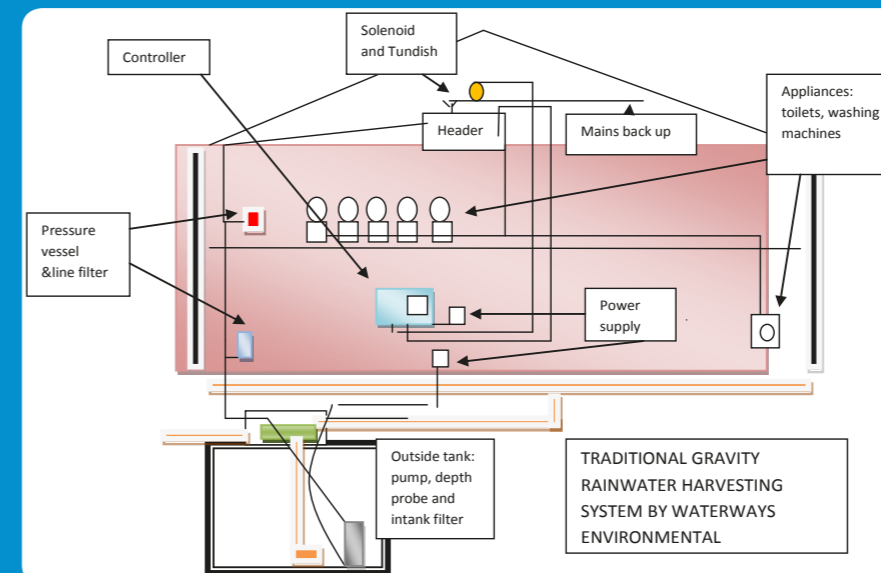 Solenoid
and Tundish
Controller
Appliances:
toilets, washing
machines
Header
Mains back up
Pressure
vessel
&line filter
Power
supply
Outside tank:
pump, depth
probe and
intank filter
TRADITIONAL GRAVITY
RAINWATER HARVESTING
SYSTEM BY WATERWAYS
ENVIRONMENTAL